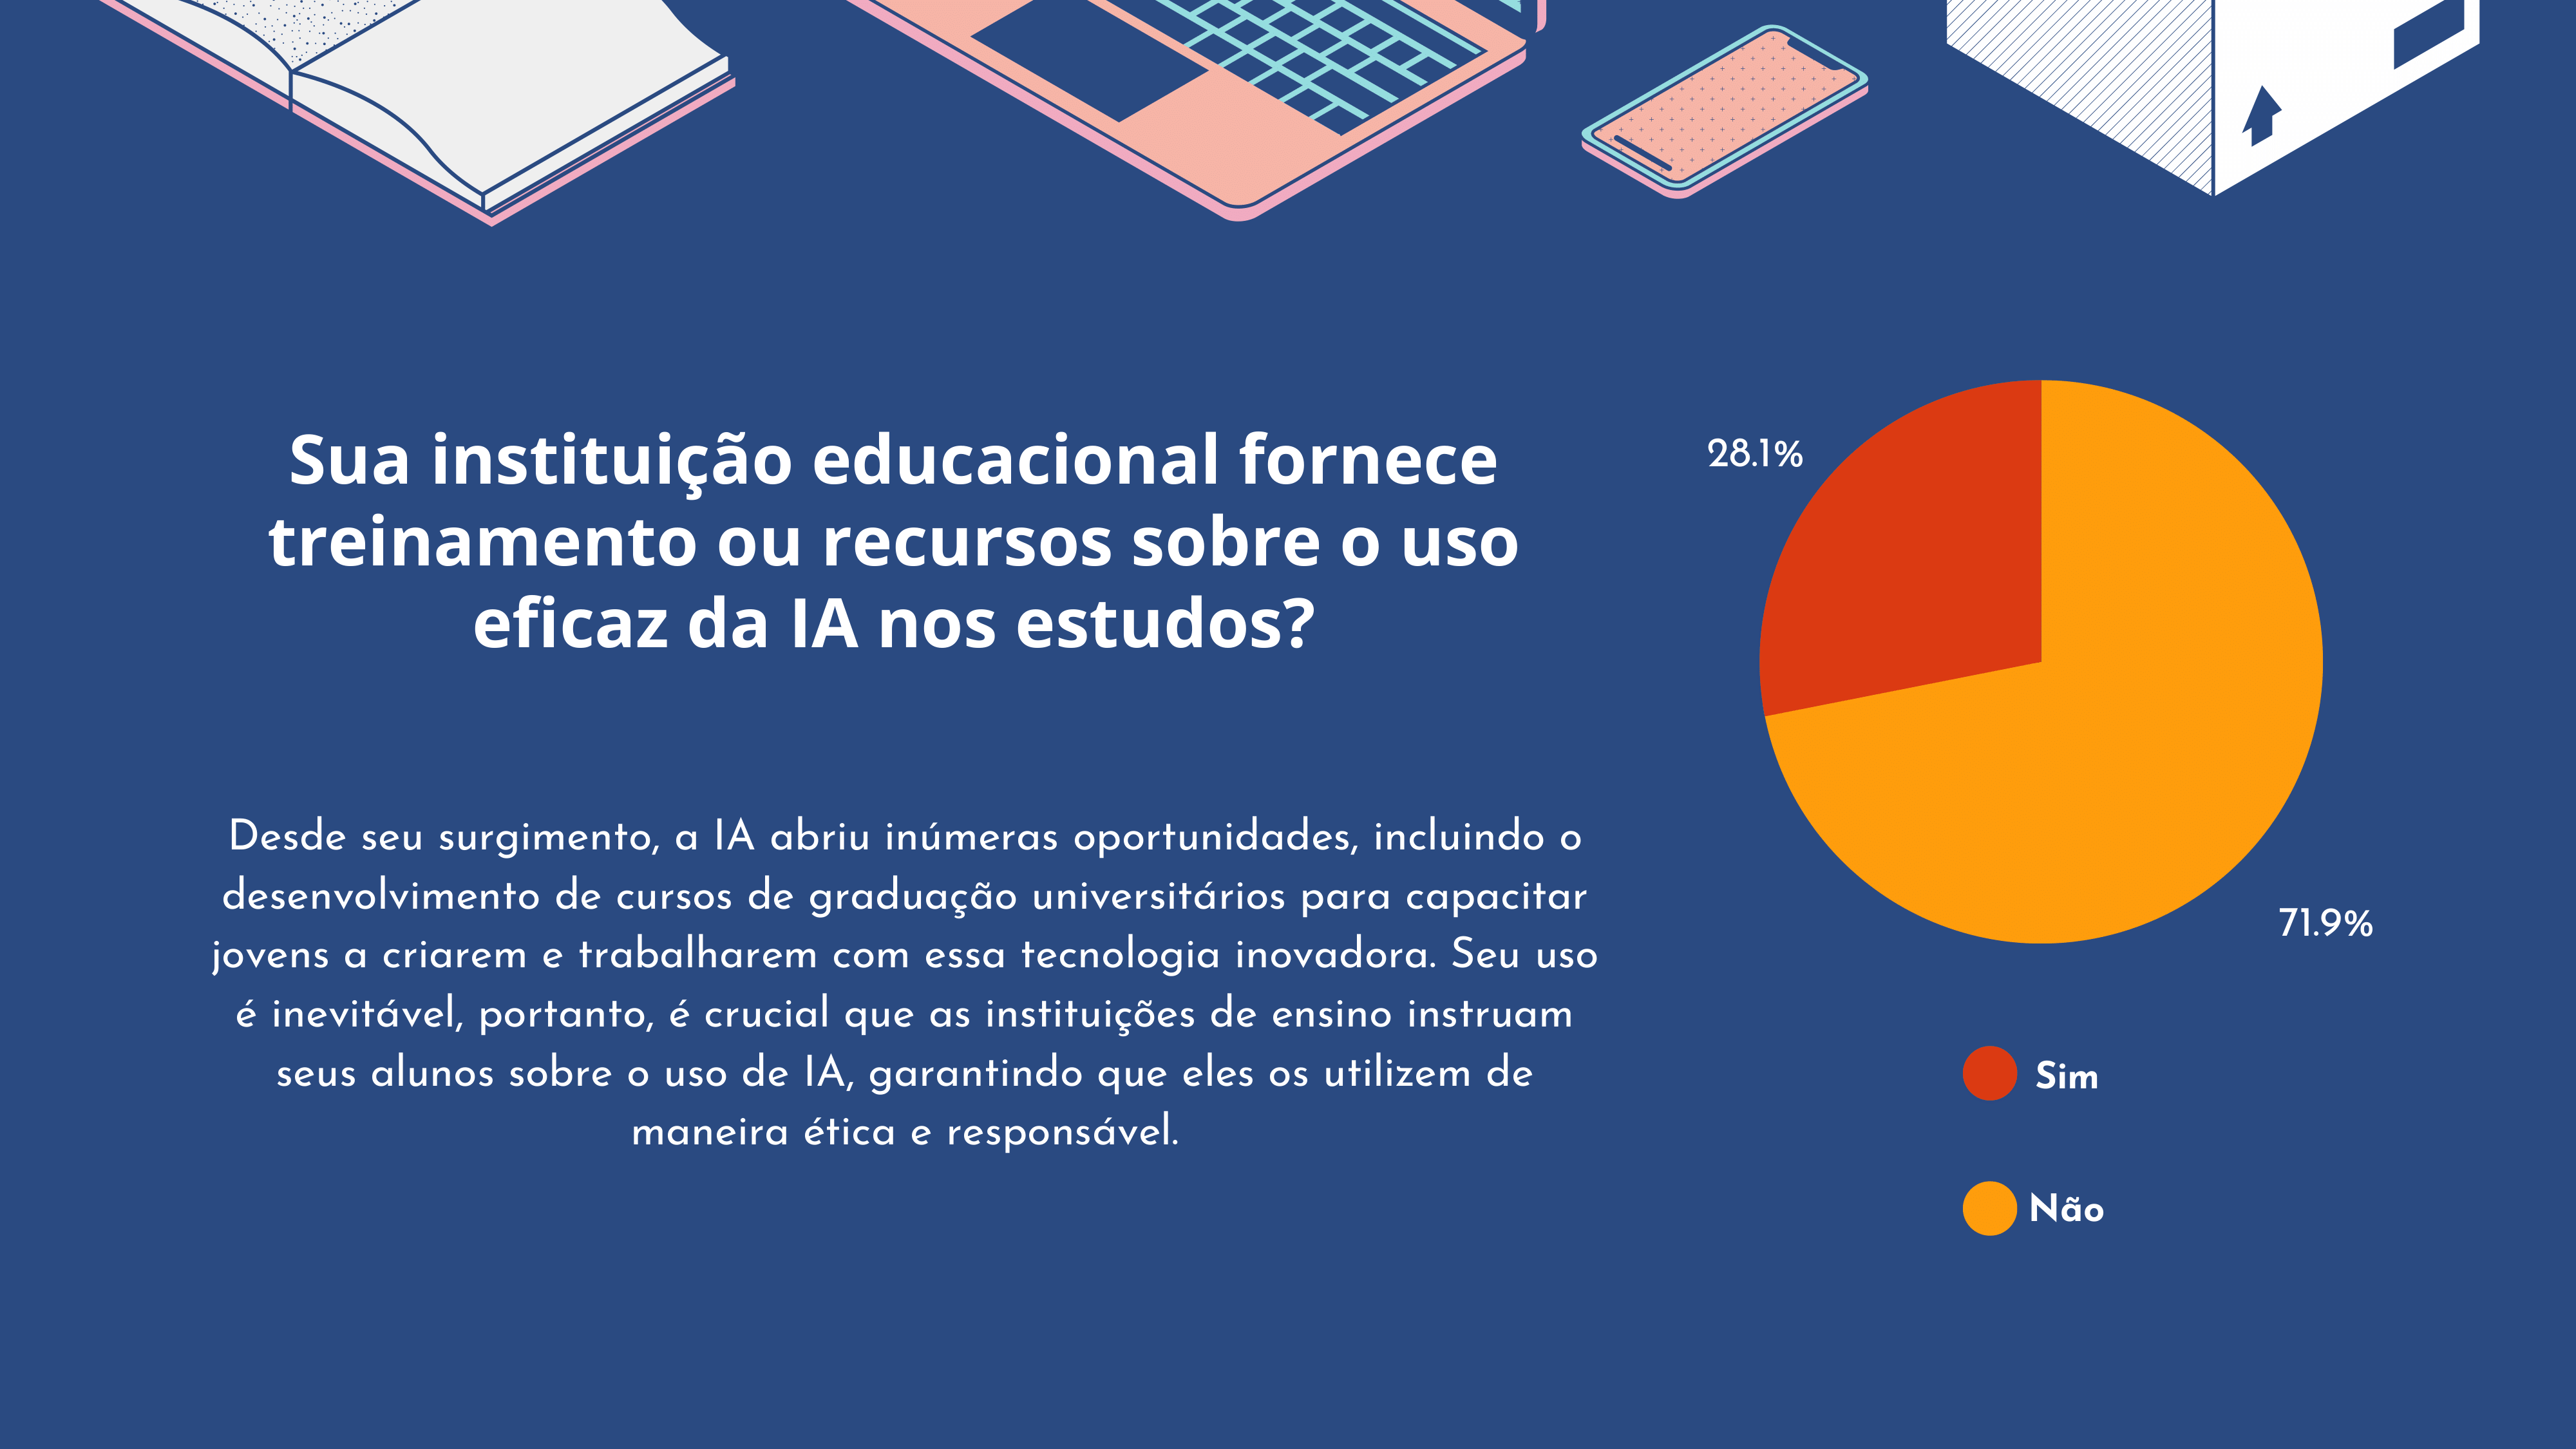 Sua instituição educacional fornece
treinamento ou recursos sobre o uso
eficaz da IA nos estudos?
Desde seu surgimento, a IA abriu inúmeras oportunidades, incluindo o
desenvolvimento de cursos de graduação universitários para capacitar
jovens a criarem e trabalharem com essa tecnologia inovadora. Seu uso
é inevitável, portanto, é crucial que as instituições de ensino instruam
seus alunos sobre o uso de IA, garantindo que eles os utilizem de
maneira ética e responsável.
28.1%
71.9%
Sim
Não